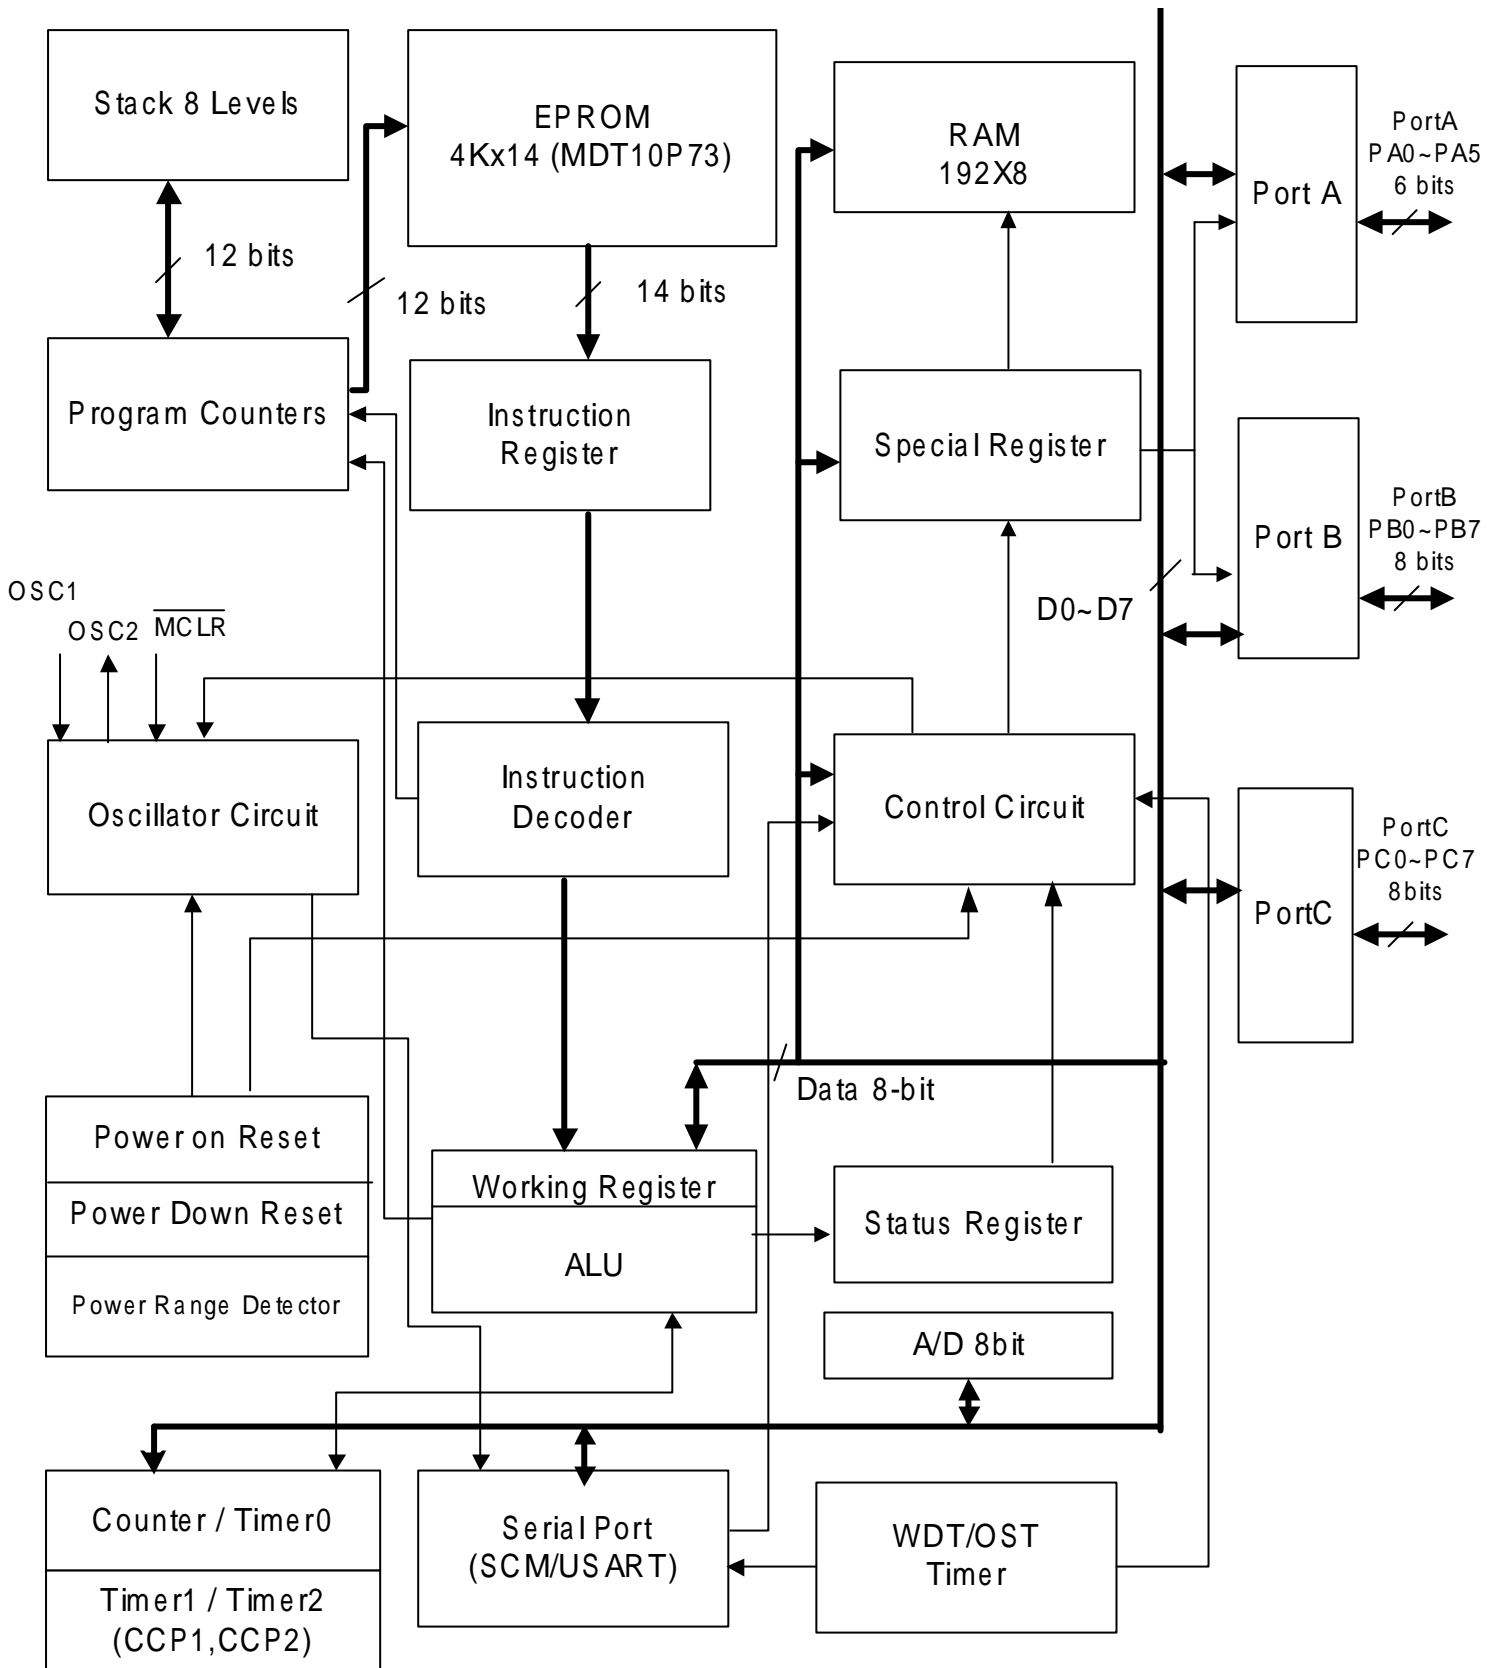 Stack 8 Levels
EPROM
4Kx14 (MDT10P73)
RAM
192X8
Port A
PortA
PA0~PA5
6 bits
12 bits
12 bits
14 bits
Program Counters
Instruction
Register
Special Register
Port B
PortB
PB0~PB7
8 bits
D0~D7
OSC1
OSC2
MCLR
Oscillator Circuit
Instruction
Decoder
Control Circuit
PortC
PortC
PC0~PC7
8bits
Data 8-bit
Power on Reset
Power Down Reset
Power Range Detector
Working Register
ALU
Status Register
A/D 8bit
Counter / Timer0
Timer1 / Timer2
(CCP1,CCP2)
Serial Port
(SCM/USART)
WDT/OST
Timer